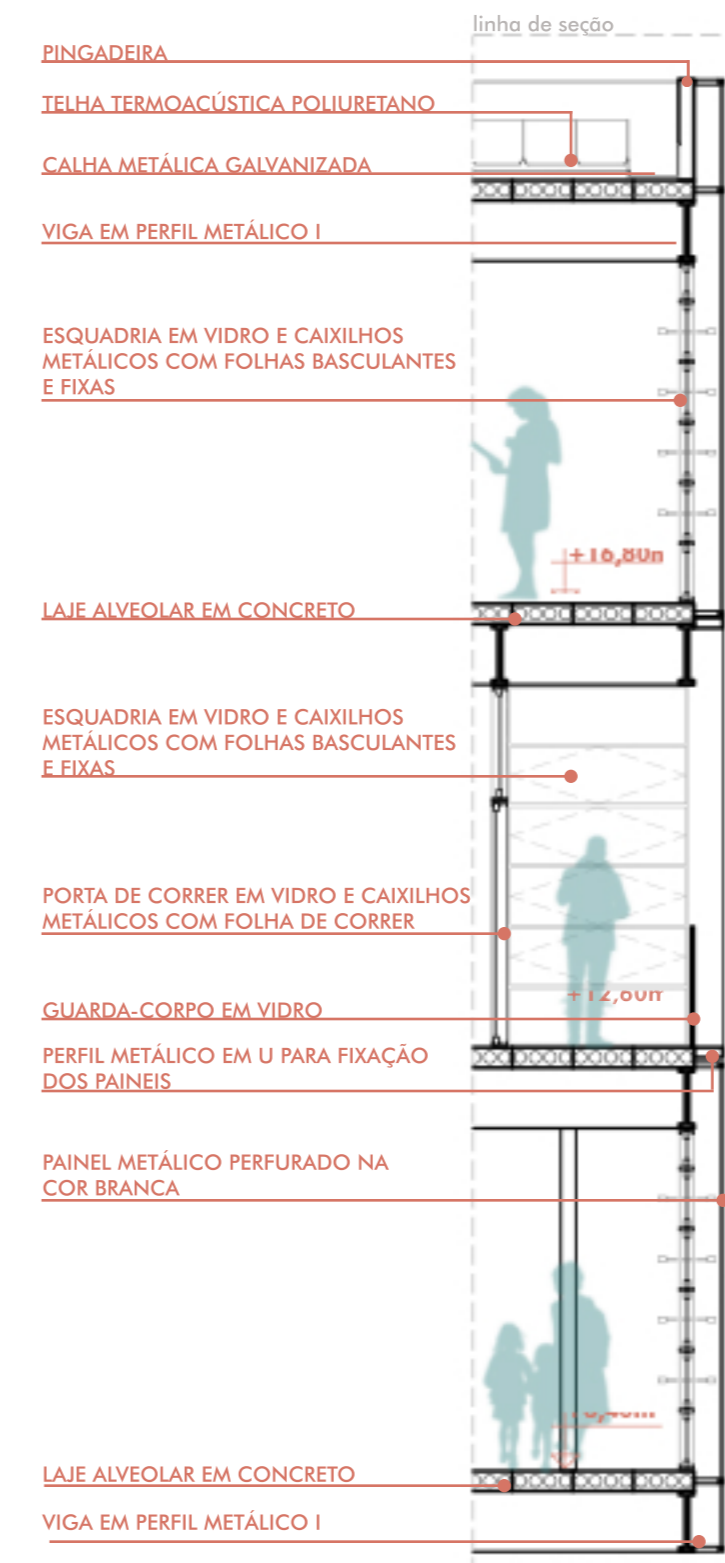 linha de seção
PINGADEIRA
TELHA TERMOACÚSTICA POLIURETANO
CALHA METÁLICA GALVANIZADA
VIGA EM PERFIL METÁLICO I
ESQUADRIA EM VIDRO E CAIXILHOS
METÁLICOS COM FOLHAS BASCULANTES
E FIXAS
+16,80m
LAJE ALVEOLAR EM CONCRETO
ESQUADRIA EM VIDRO E CAIXILHOS
METÁLICOS COM FOLHAS BASCULANTES
E FIXAS
PORTA DE CORRER EM VIDRO E CAIXILHOS
METÁLICOS COM FOLHA DE CORRER
+12,60m
GUARDA-CORPO EM VIDRO
PERFIL METÁLICO EM U PARA FIXAÇÃO
DOS PAINEIS
PAINEL METÁLICO PERFURADO NA
COR BRANCA
LAJE ALVEOLAR EM CONCRETO
VIGA EM PERFIL METÁLICO I